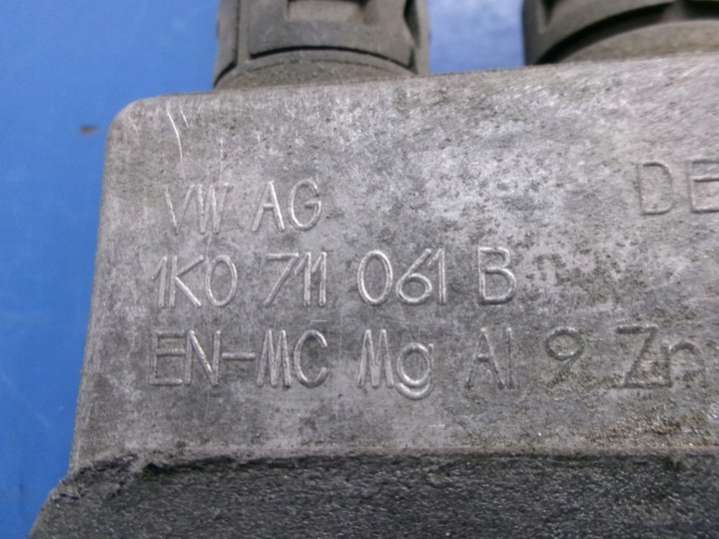 VW AG DE
1K0 711 061 B
EN-MC Mg Al 9 Zn